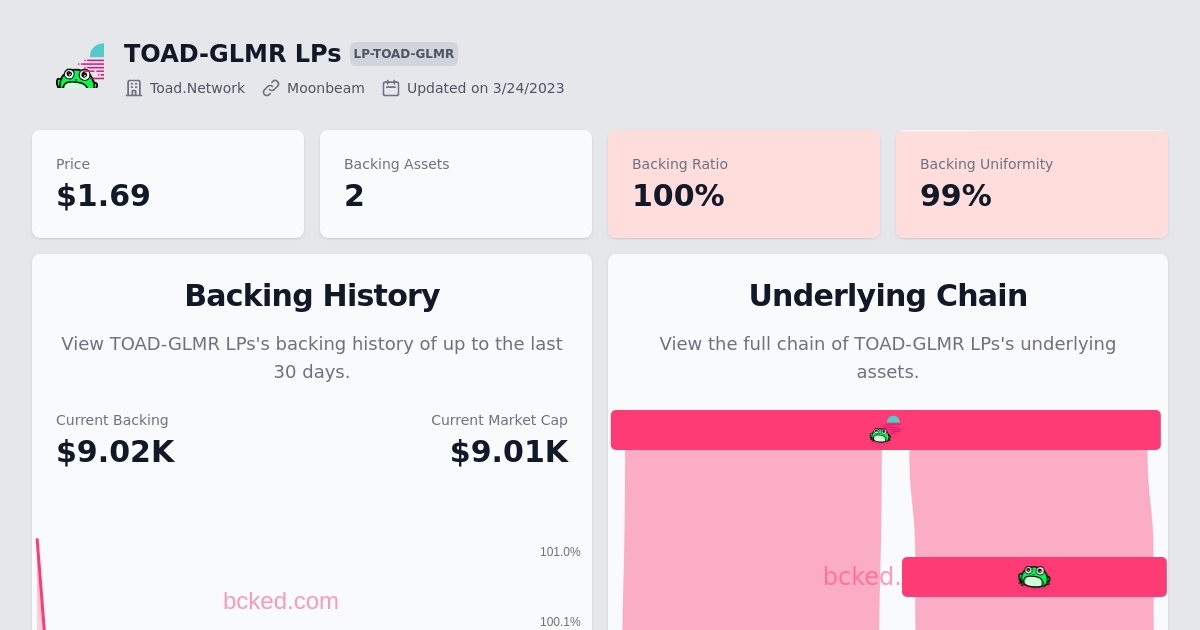 TOAD-GLMR LPs LP-TOAD-GLMR
Toad.Network Moonbeam Updated on 3/24/2023
Price
$1.69
Backing Assets
2
Backing Ratio
100%
Backing Uniformity
99%
Backing History
View TOAD-GLMR LPs's backing history of up to the last
30 days.
Current Backing
$9.02K
Current Market Cap
$9.01K
101.0%
bcked.com
100.1%
Underlying Chain
View the full chain of TOAD-GLMR LPs's underlying
assets.
bcked.